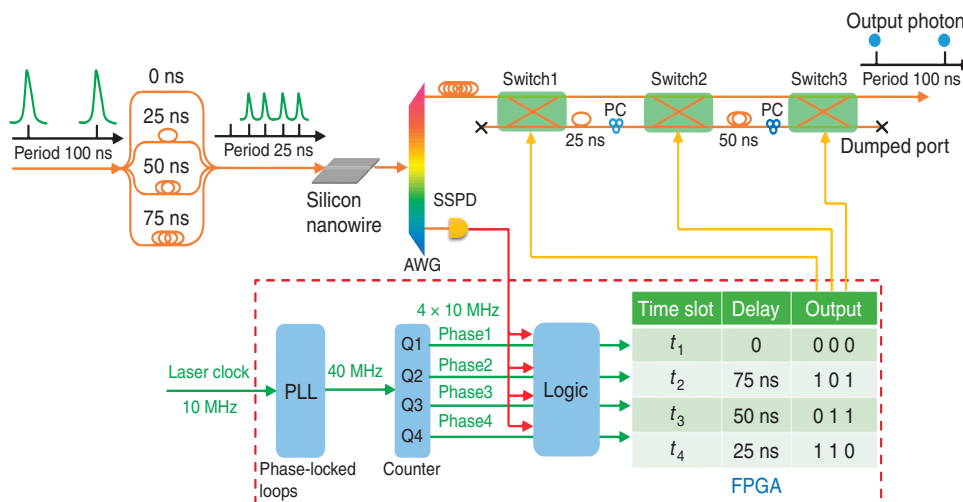 Output photon
Period 100 ns
Switch1
Switch2
Switch3
PC
PC
25 ns
50 ns
Dumped port
0 ns
25 ns
50 ns
75 ns
Period 100 ns
Period 25 ns
Silicon
nanowire
SSPD
AWG
4 × 10 MHz
Laser clock
10 MHz
PLL
40 MHz
Q1
Q2
Q3
Q4
Phase1
Phase2
Phase3
Phase4
Logic
Phase-locked
loops
Counter
Time slot Delay Output
t1 0 0 0 0
t2 75 ns 1 0 1
t3 50 ns 0 1 1
t4 25 ns 1 1 0
FPGA